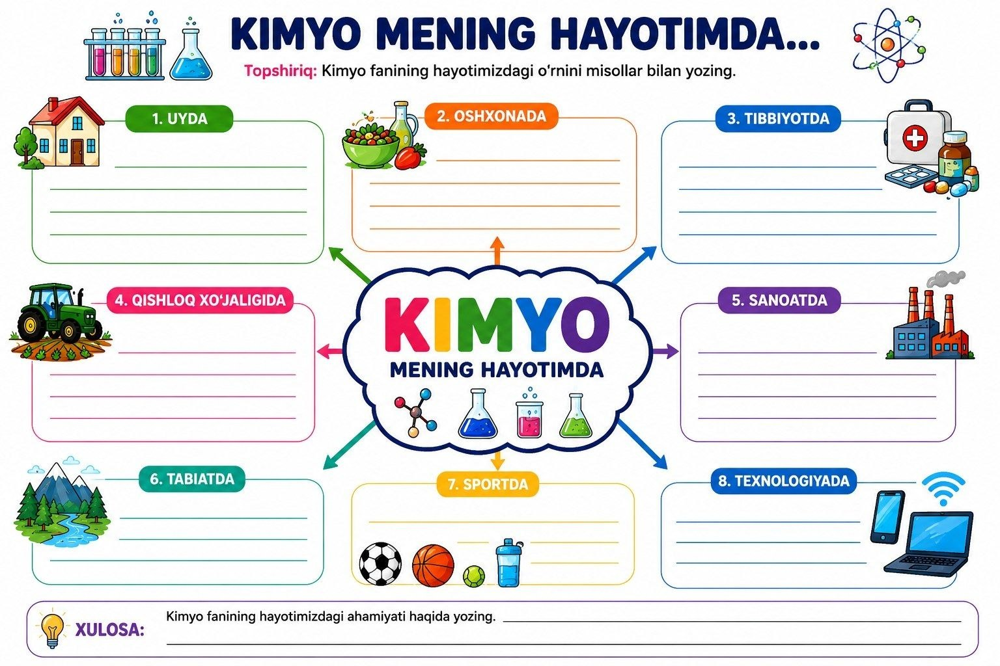 KIMYO MENING HAYOTIMDA...
Topshiriq: Kimyo fanining hayotimizdagi o‘rnini misollar bilan yozing.
1. UYDA
2. OSHXONADA
3. TIBBIYOTDA
4. QISHLOQ XO‘JALIGIDA
KIMYO
MENING HAYOTIMDA
5. SANOATDA
6. TABIATDA
7. SPORTDA
8. TEXNOLOGIYADA
XULOSA:
Kimyo fanining hayotimizdagi ahamiyati haqida yozing.